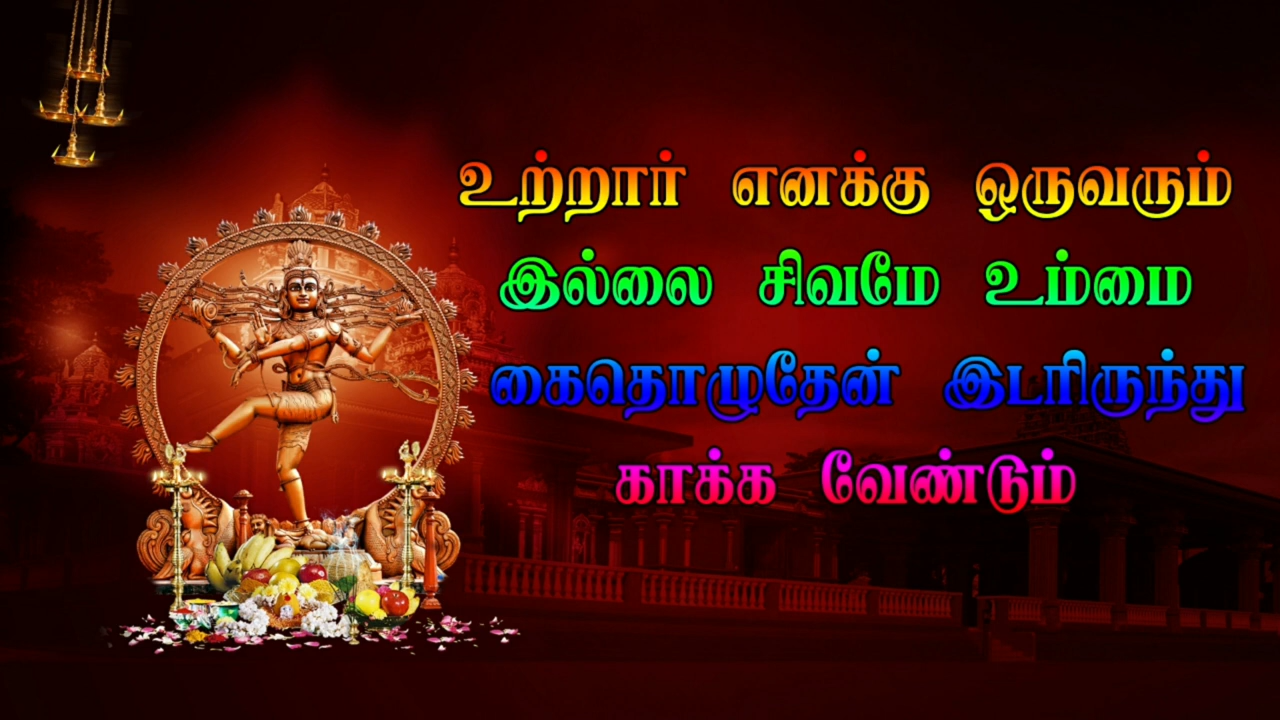 உற்றார் எனக்கு ஒருவரும்
இல்லை சிவமே உம்மை
கைதொழுதேன் இடரிருந்து
காக்க வேண்டும்